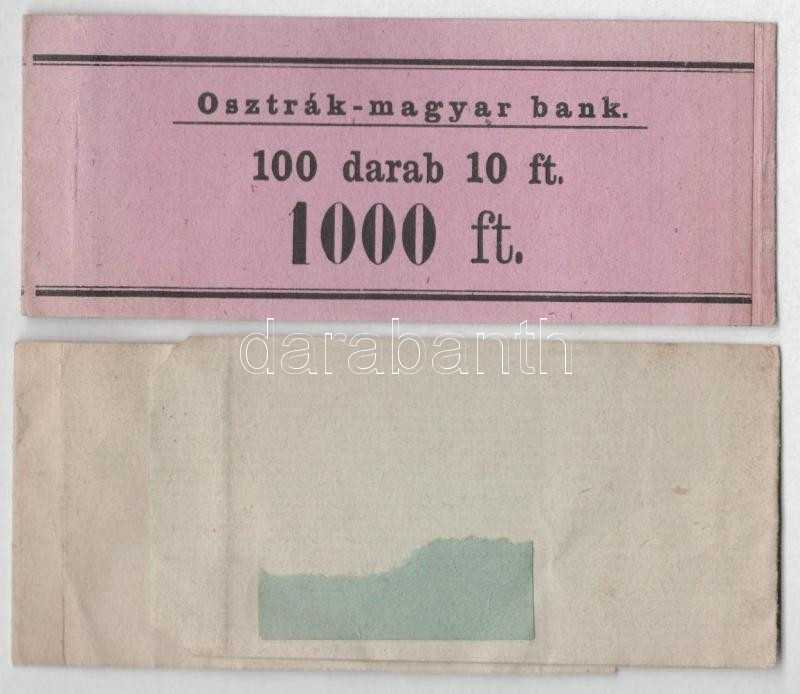 Osztrák-magyar bank.
100 darab 10 ft.
1000 ft.
darabanth